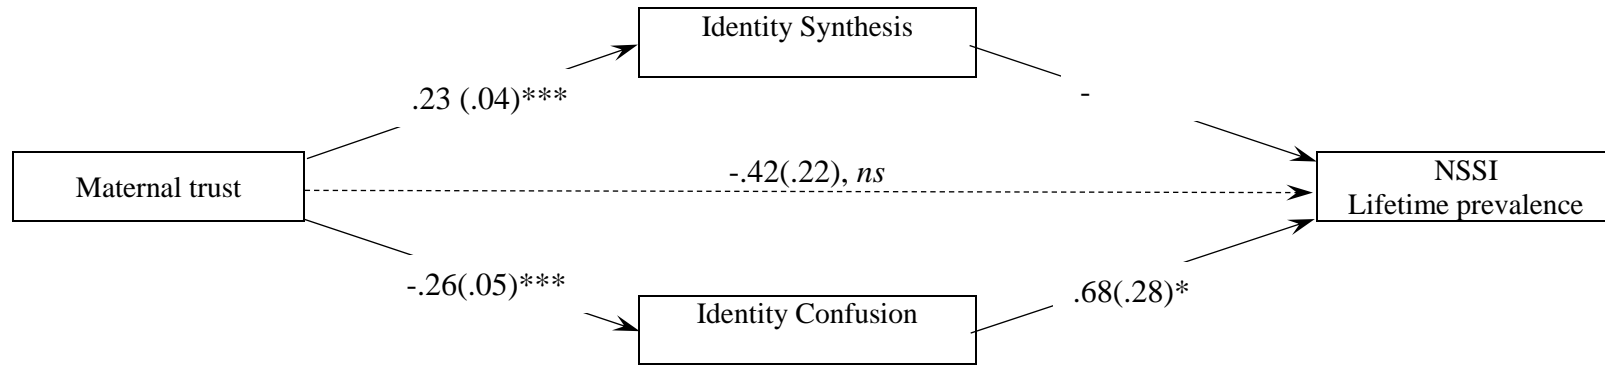 Identity Synthesis
.23 (.04)***
-
Maternal trust
-.42(.22), ns
NSSI
Lifetime prevalence
-.26(.05)***
.68(.28)*
Identity Confusion